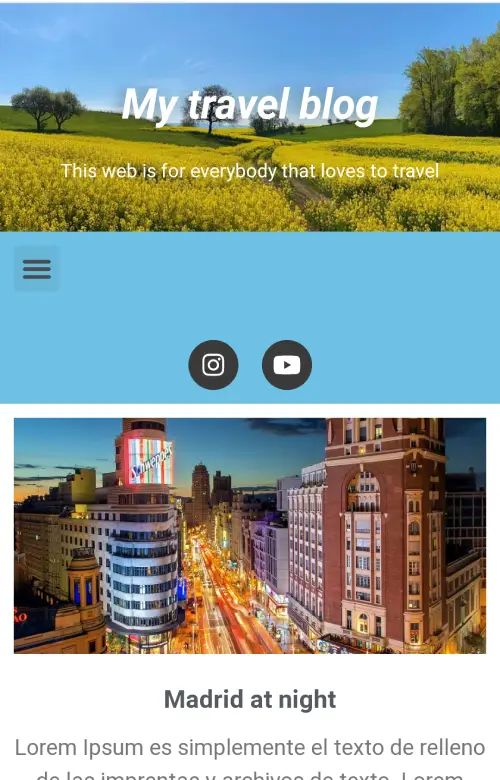 My travel blog
This web is for everybody that loves to travel
Schweppes
Madrid at night
Lorem Ipsum es simplemente el texto de relleno
de las imprentas y archivos de texto. Lorem